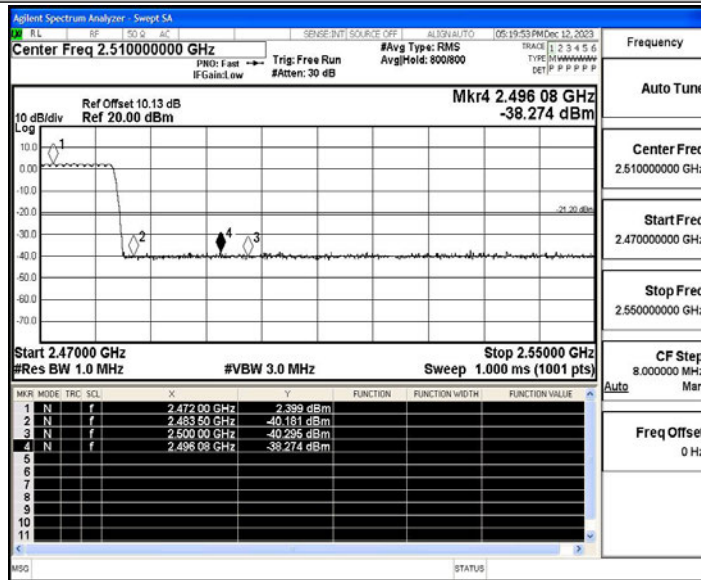 Agilent Spectrum Analyzer - Swept SA
RL RF 50 Ω AC SENSE:INT SOURCE OFF ALIGN AUTO 05:19:53 PM Dec 12, 2023
Center Freq 2.510000000 GHz
PNO: Fast
IFGain:Low
Trig: Free Run
#Atten: 30 dB
#Avg Type: RMS
Avg|Hold: 800/800
TRACE 1 2 3 4 5 6
TYPE M
DET P P P P P P
Ref Offset 10.13 dB
Ref 20.00 dBm
10 dB/div
Log
Mkr4 2.496 08 GHz
-38.274 dBm
10.0
0.00
-10.0
-20.0
-30.0
-40.0
-50.0
-60.0
-70.0
1
2
4
3
-21.20 dBm
Start 2.47000 GHz
Stop 2.55000 GHz
#Res BW 1.0 MHz
#VBW 3.0 MHz
Sweep 1.000 ms (1001 pts)
MKR MODE TRC SCL X Y FUNCTION FUNCTION WIDTH FUNCTION VALUE
1 N f 2.472 00 GHz 2.399 dBm
2 N f 2.483 50 GHz -40.181 dBm
3 N f 2.500 00 GHz -40.295 dBm
4 N f 2.496 08 GHz -38.274 dBm
5
6
7
8
9
10
11
MSG
STATUS
Frequency
Auto Tune
Center Freq
2.510000000 GHz
Start Freq
2.470000000 GHz
Stop Freq
2.550000000 GHz
CF Step
8.000000 MHz
Auto Man
Freq Offset
0 Hz